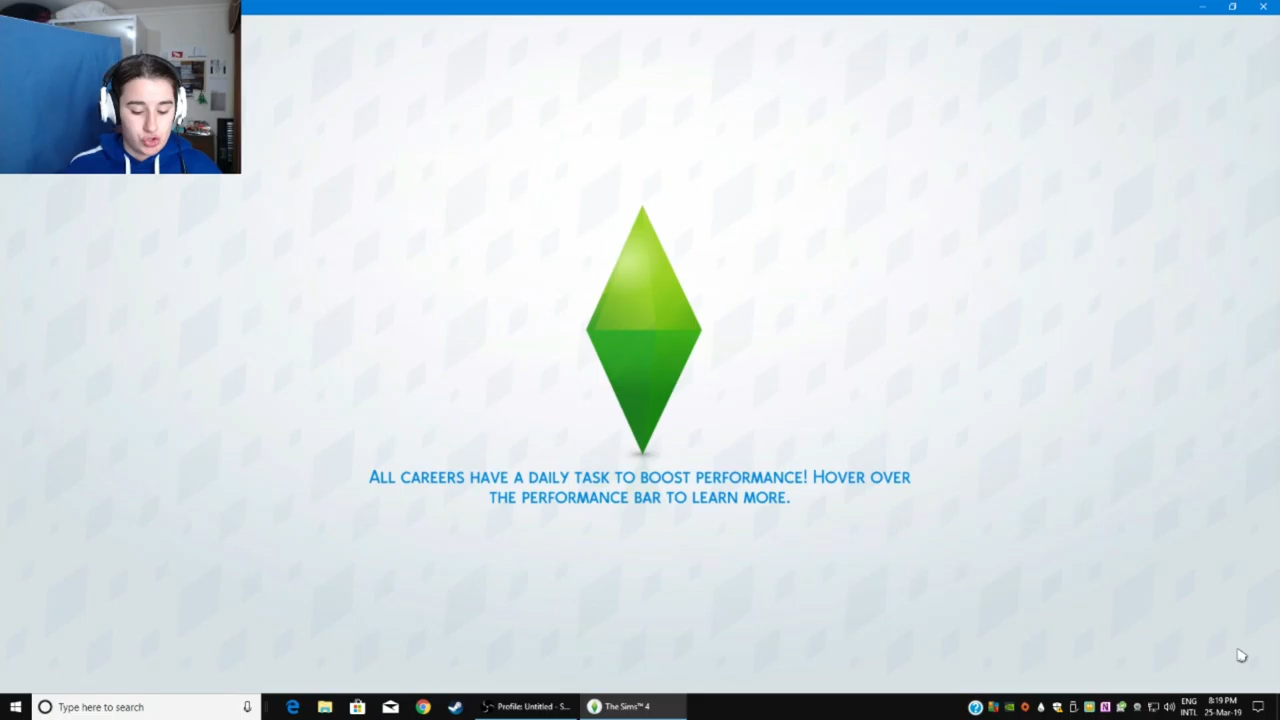 ALL CAREERS HAVE A DAILY TASK TO BOOST PERFORMANCE! HOVER OVER
THE PERFORMANCE BAR TO LEARN MORE.
Type here to search
Profile: Untitled - S...
The Sims™ 4
ENG
INTL
8:19 PM
25-Mar-19